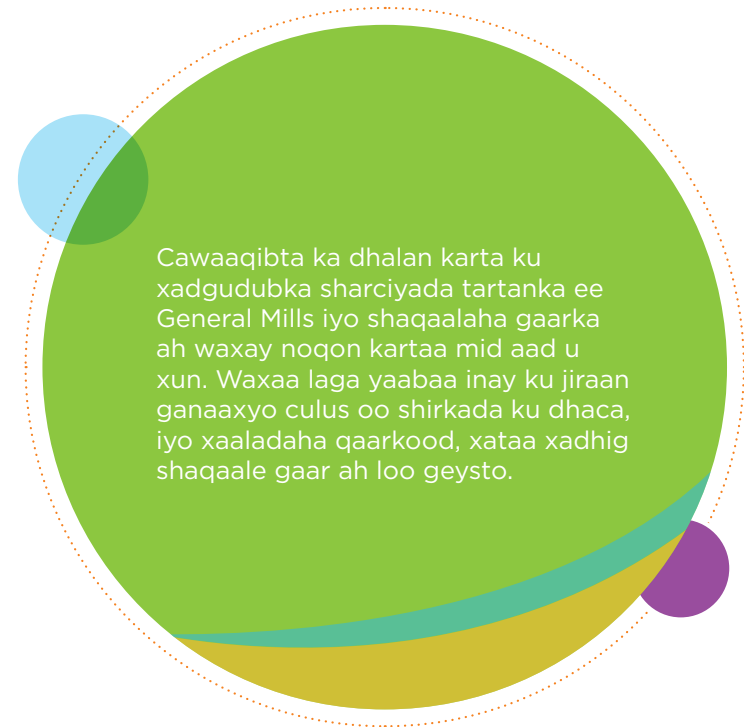 Cawaaqibta ka dhalan karta ku
xadgudubka sharciyada tartanka ee
General Mills iyo shaqaalaha gaarka
ah waxay noqon kartaa mid aad u
xun. Waxaa laga yaabaa inay ku jiraan
ganaaxyo culus oo shirkada ku dhaca,
iyo xaaladaha qaarkood, xataa xadhig
shaqaale gaar ah loo geysto.